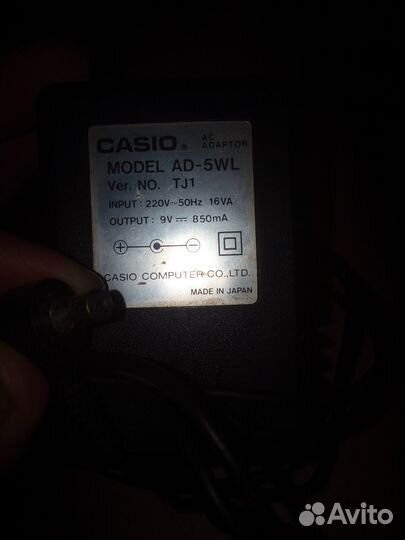 CASIO® AC ADAPTOR
MODEL AD-5WL
Ver. NO. TJ1
INPUT: 220V~50Hz 16VA
OUTPUT: 9V⎓850mA
CASIO COMPUTER CO., LTD.
MADE IN JAPAN
Avito